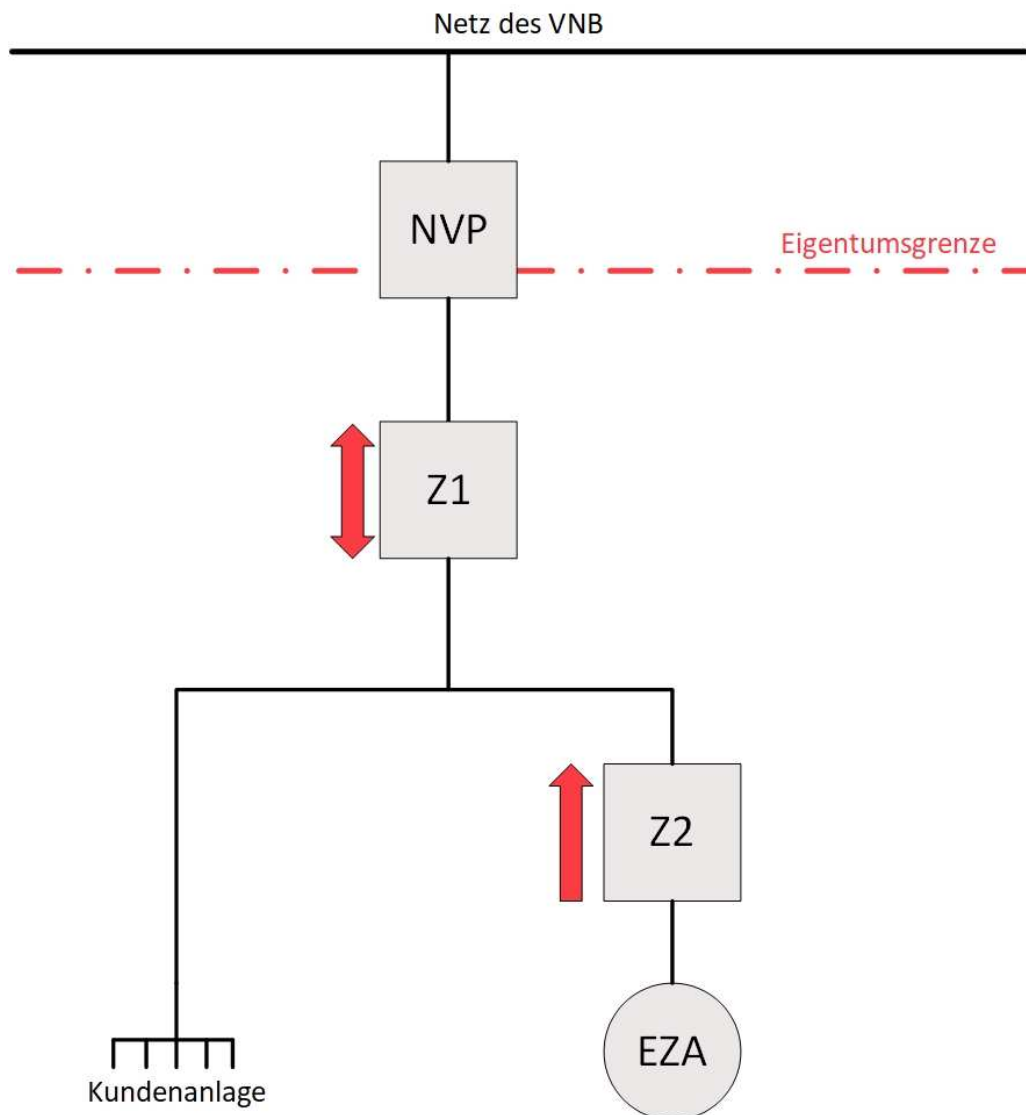 Netz des VNB
NVP
Eigentumsgrenze
Z1
Z2
EZA
Kundenanlage